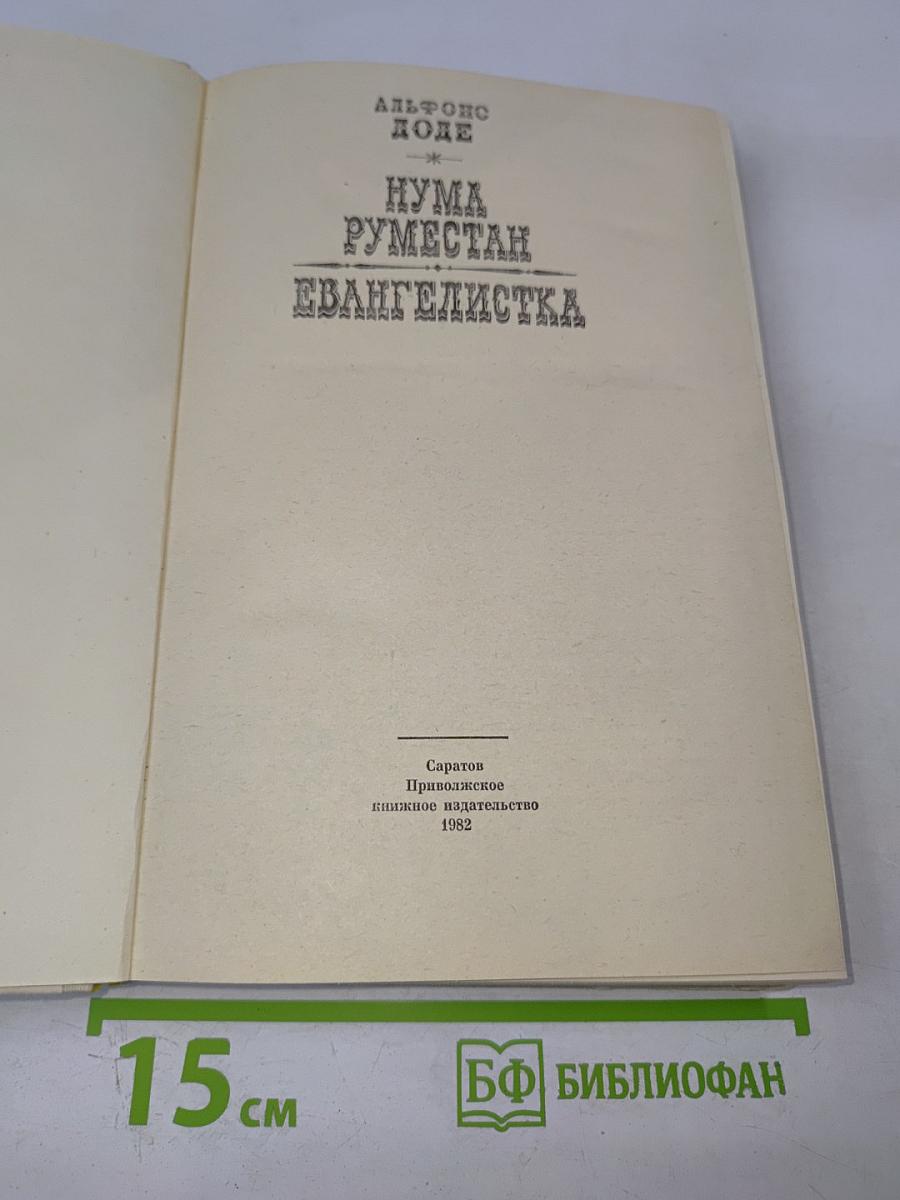 АЛЬФОНС
ДОДЕ
НУМА
РУМЕСТАН
ЕВАНГЕЛИСТКА
Саратов
Приволжское
книжное издательство
1982
15 см
БФ БИБЛИОФАН